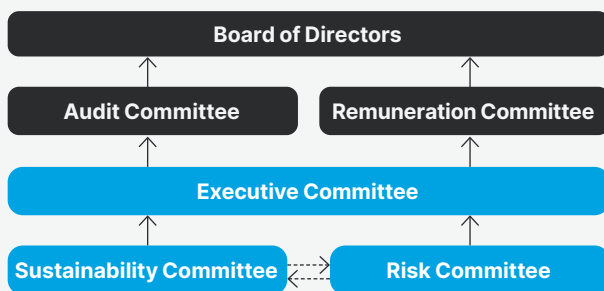 Board of Directors
Audit Committee
Remuneration Committee
Executive Committee
Sustainability Committee
Risk Committee